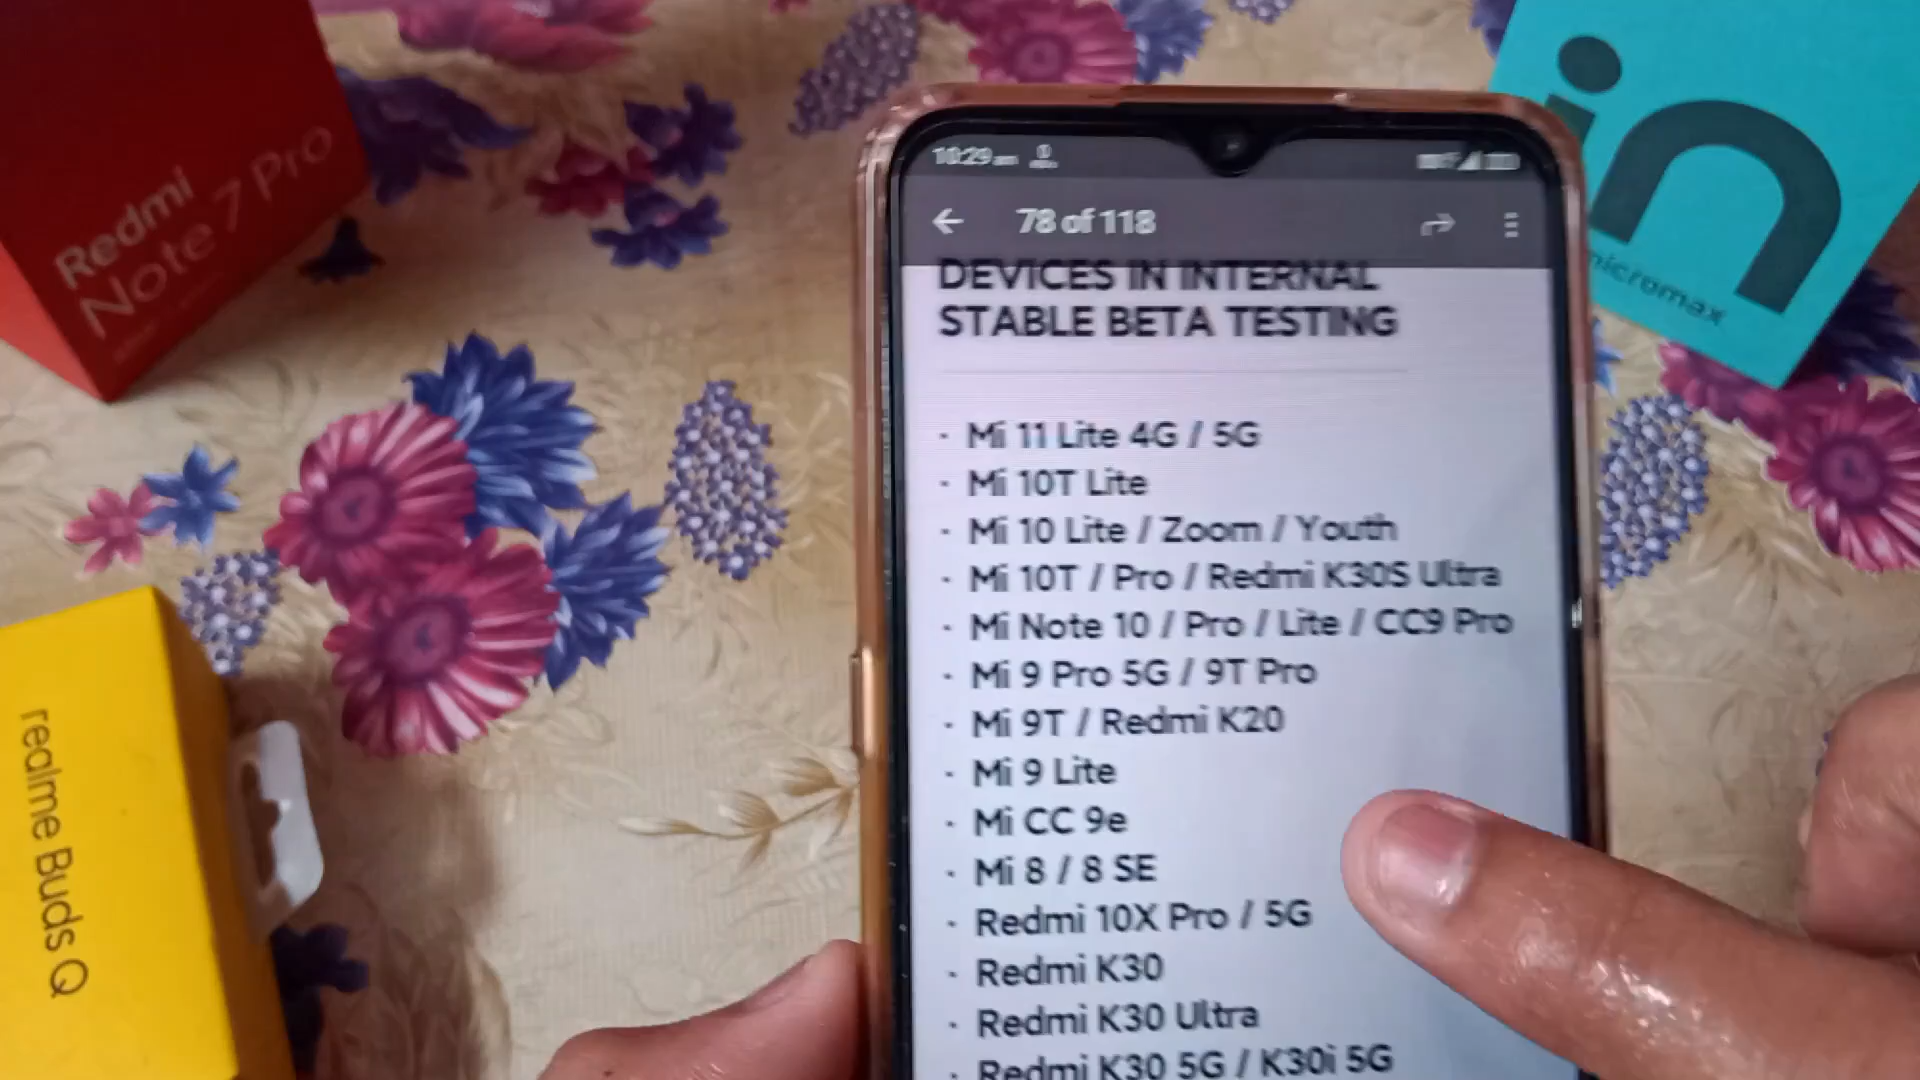 Redmi
Note 7 Pro
in
micromax
realme Buds Q
10:29
78 of 118
DEVICES IN INTERNAL
STABLE BETA TESTING
· Mi 11 Lite 4G / 5G
· Mi 10T Lite
· Mi 10 Lite / Zoom / Youth
· Mi 10T / Pro / Redmi K30S Ultra
· Mi Note 10 / Pro / Lite / CC9 Pro
· Mi 9 Pro 5G / 9T Pro
· Mi 9T / Redmi K20
· Mi 9 Lite
· Mi CC 9e
· Mi 8 / 8 SE
· Redmi 10X Pro / 5G
· Redmi K30
· Redmi K30 Ultra
· Redmi K30 5G / K30i 5G